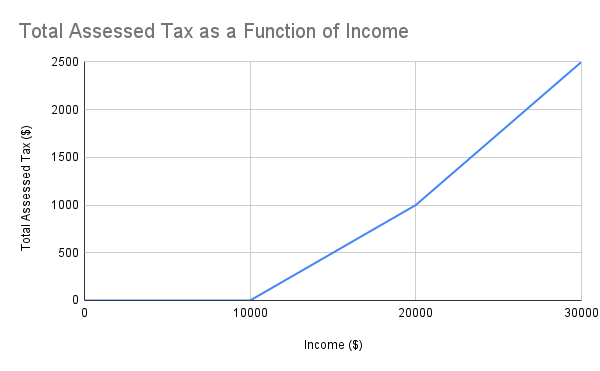 Total Assessed Tax as a Function of Income
Total Assessed Tax ($)
2500
2000
1500
1000
500
0
0 10000 20000 30000
Income ($)